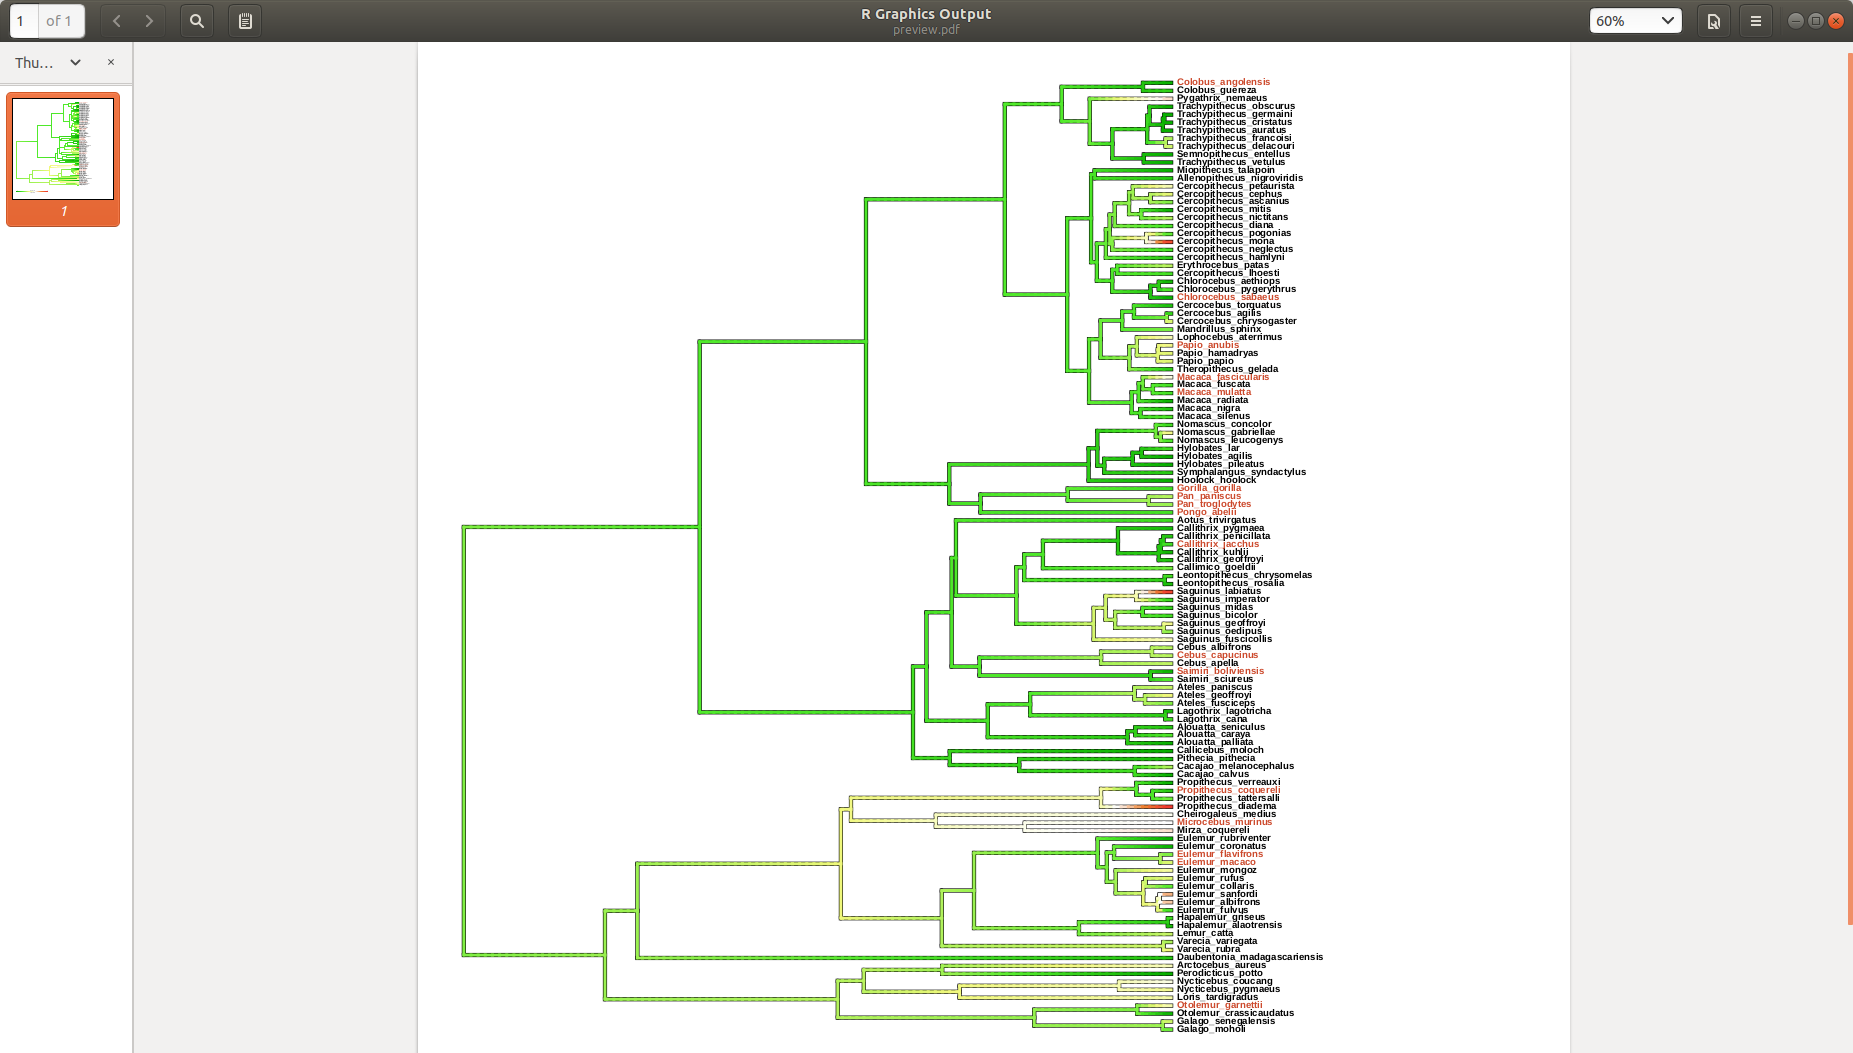 1 of 1
R Graphics Output
preview.pdf
60%
Thu...
1
Colobus_angolensis
Colobus_guereza
Pygathrix_nemaeus
Trachypithecus_obscurus
Trachypithecus_germaini
Trachypithecus_cristatus
Trachypithecus_auratus
Trachypithecus_francoisi
Trachypithecus_delacouri
Semnopithecus_entellus
Trachypithecus_vetulus
Miopithecus_talapoin
Allenopithecus_nigroviridis
Cercopithecus_petaurista
Cercopithecus_cephus
Cercopithecus_ascanius
Cercopithecus_mitis
Cercopithecus_nictitans
Cercopithecus_diana
Cercopithecus_pogonias
Cercopithecus_mona
Cercopithecus_neglectus
Cercopithecus_hamlyni
Erythrocebus_patas
Cercopithecus_lhoesti
Chlorocebus_aethiops
Chlorocebus_pygerythrus
Chlorocebus_sabaeus
Cercocebus_torquatus
Cercocebus_agilis
Cercocebus_chrysogaster
Mandrillus_sphinx
Lophocebus_aterrimus
Papio_anubis
Papio_hamadryas
Papio_papio
Theropithecus_gelada
Macaca_fascicularis
Macaca_fuscata
Macaca_mulatta
Macaca_radiata
Macaca_nigra
Macaca_silenus
Nomascus_concolor
Nomascus_gabriellae
Nomascus_leucogenys
Hylobates_lar
Hylobates_agilis
Hylobates_pileatus
Symphalangus_syndactylus
Hoolock_hoolock
Gorilla_gorilla
Pan_paniscus
Pan_troglodytes
Pongo_abelii
Aotus_trivirgatus
Callithrix_pygmaea
Callithrix_penicillata
Callithrix_jacchus
Callithrix_kuhlii
Callithrix_geoffroyi
Callimico_goeldii
Leontopithecus_chrysomelas
Leontopithecus_rosalia
Saguinus_labiatus
Saguinus_imperator
Saguinus_midas
Saguinus_bicolor
Saguinus_geoffroyi
Saguinus_oedipus
Saguinus_fuscicollis
Cebus_albifrons
Cebus_capucinus
Cebus_apella
Saimiri_boliviensis
Saimiri_sciureus
Ateles_paniscus
Ateles_geoffroyi
Ateles_fusciceps
Lagothrix_lagotricha
Lagothrix_cana
Alouatta_seniculus
Alouatta_caraya
Alouatta_palliata
Callicebus_moloch
Pithecia_pithecia
Cacajao_melanocephalus
Cacajao_calvus
Propithecus_verreauxi
Propithecus_coquereli
Propithecus_tattersalli
Propithecus_diadema
Cheirogaleus_medius
Microcebus_murinus
Mirza_coquereli
Eulemur_rubriventer
Eulemur_coronatus
Eulemur_flavifrons
Eulemur_macaco
Eulemur_mongoz
Eulemur_rufus
Eulemur_collaris
Eulemur_sanfordi
Eulemur_albifrons
Eulemur_fulvus
Hapalemur_griseus
Hapalemur_alaotrensis
Lemur_catta
Varecia_variegata
Varecia_rubra
Daubentonia_madagascariensis
Arctocebus_aureus
Perodicticus_potto
Nycticebus_coucang
Nycticebus_pygmaeus
Loris_tardigradus
Otolemur_garnettii
Otolemur_crassicaudatus
Galago_senegalensis
Galago_moholi